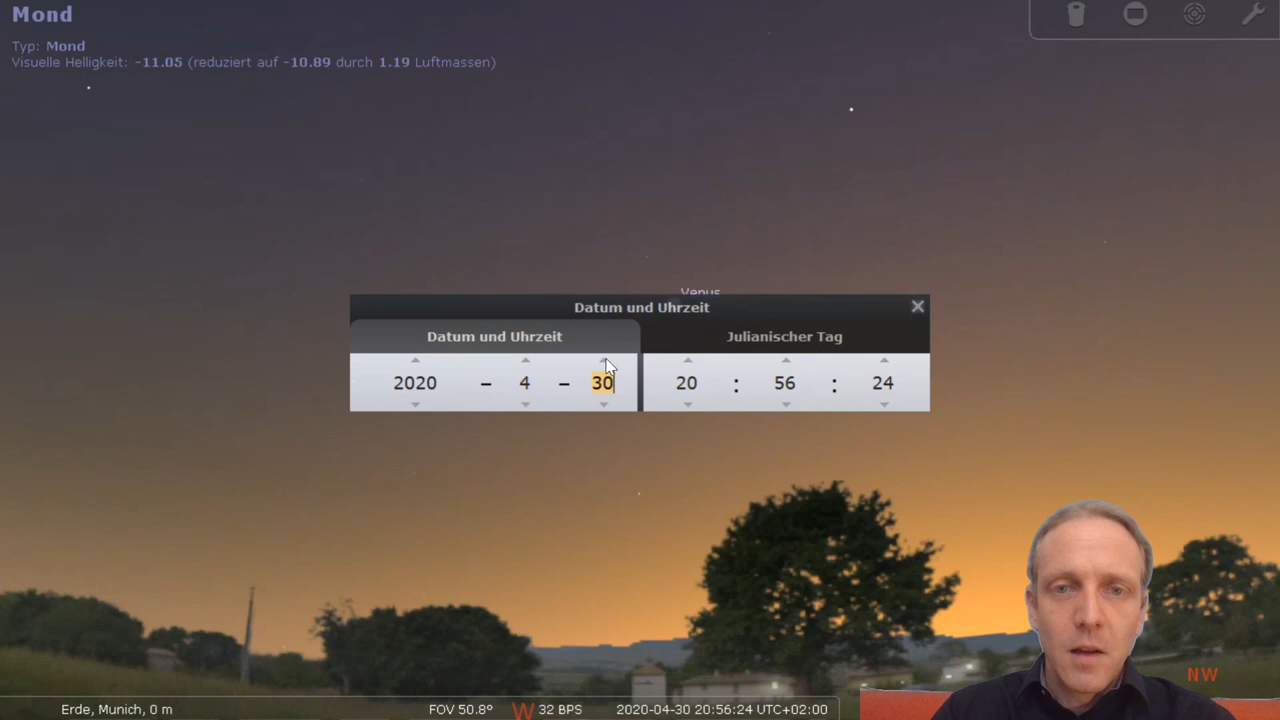 Mond
Typ: Mond
Visuelle Helligkeit: -11.05 (reduziert auf -10.89 durch 1.19 Luftmassen)
Venus
Datum und Uhrzeit
Datum und Uhrzeit
Julianischer Tag
2020 - 4 - 30
20 : 56 : 24
NW
Erde, Munich, 0 m
FOV 50.8°
W
32 BPS
2020-04-30 20:56:24 UTC+02:00